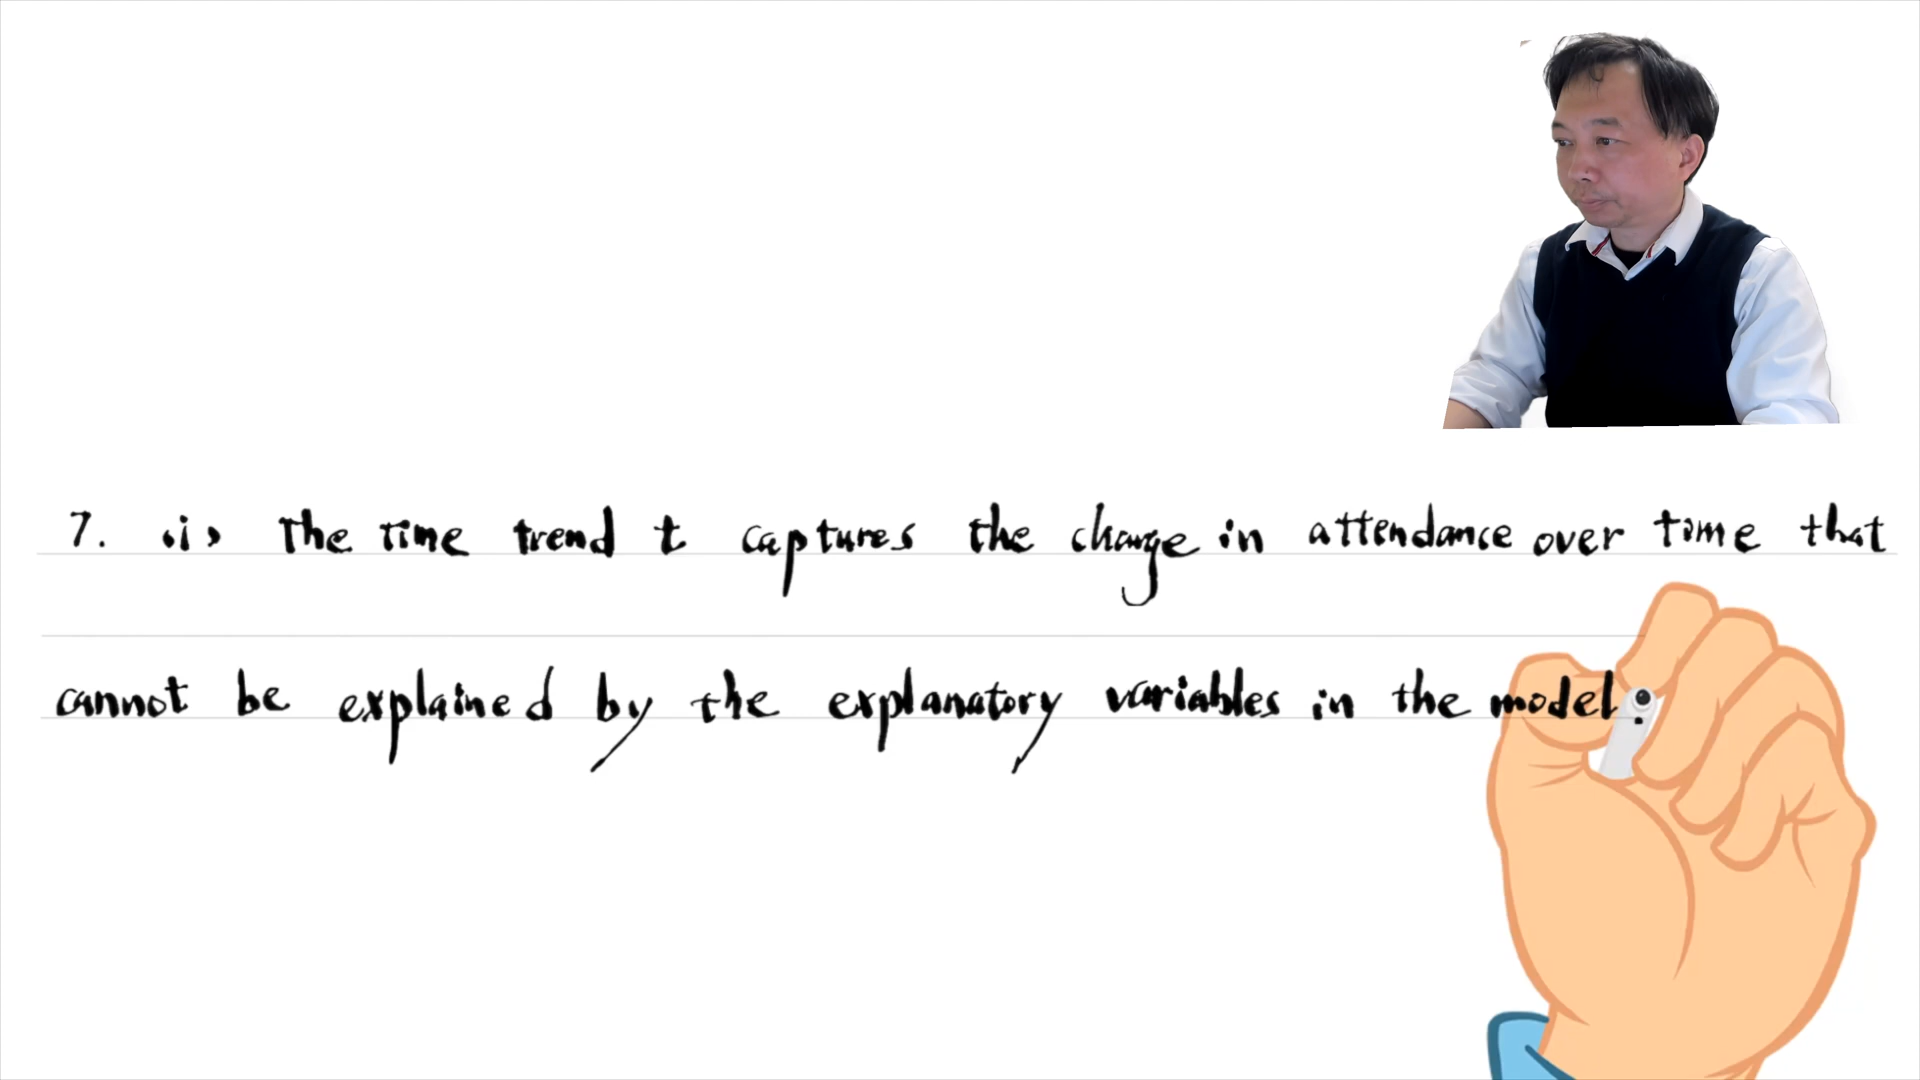 7. (i) The time trend t captures the change in attendance over time that
cannot be explained by the explanatory variables in the model.